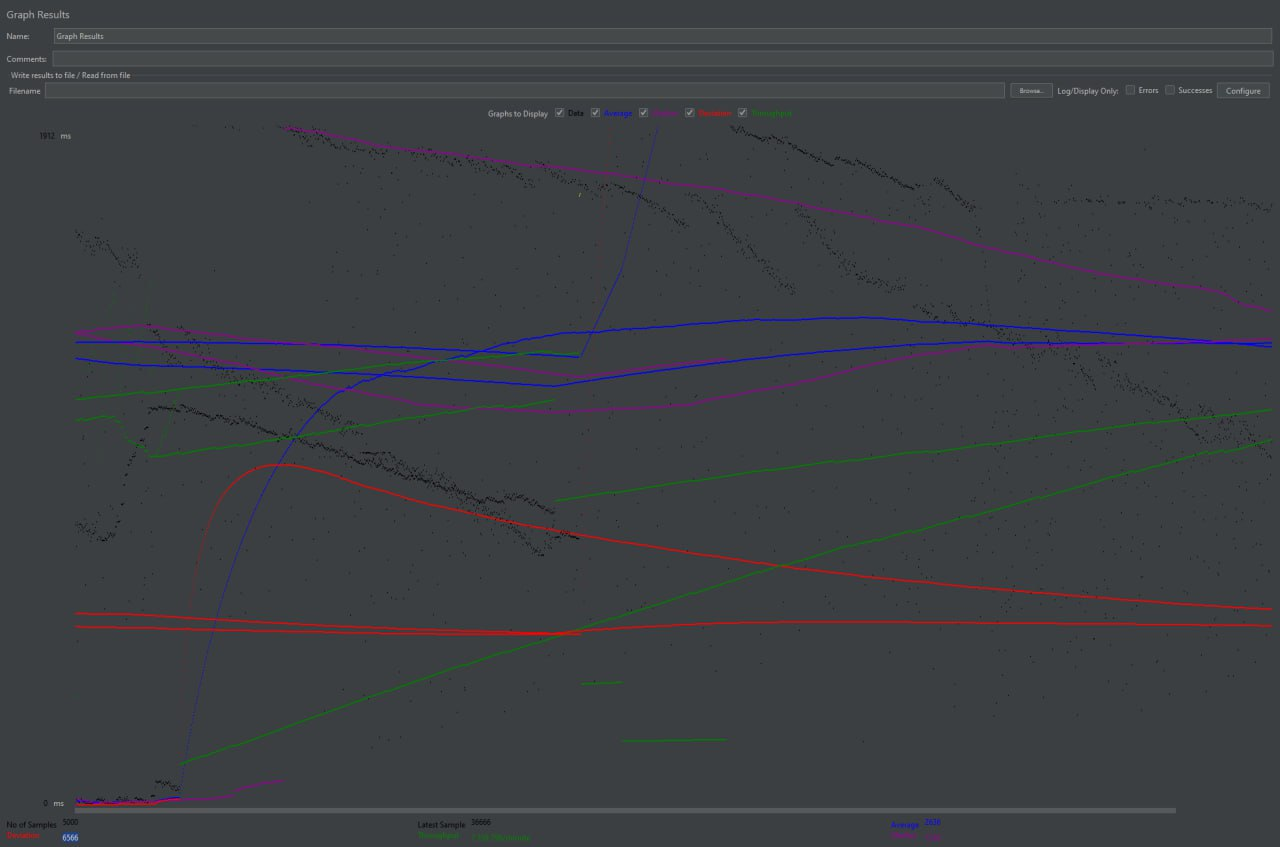 Graph Results
Name: Graph Results
Comments:
Write results to file / Read from file
Filename Browse... Log/Display Only: Errors Successes Configure
Graphs to Display Data Average Median Deviation Throughput
1912 ms
0 ms
No of Samples 5000 Latest Sample 36666 Average 2636
Deviation 6566 Throughput